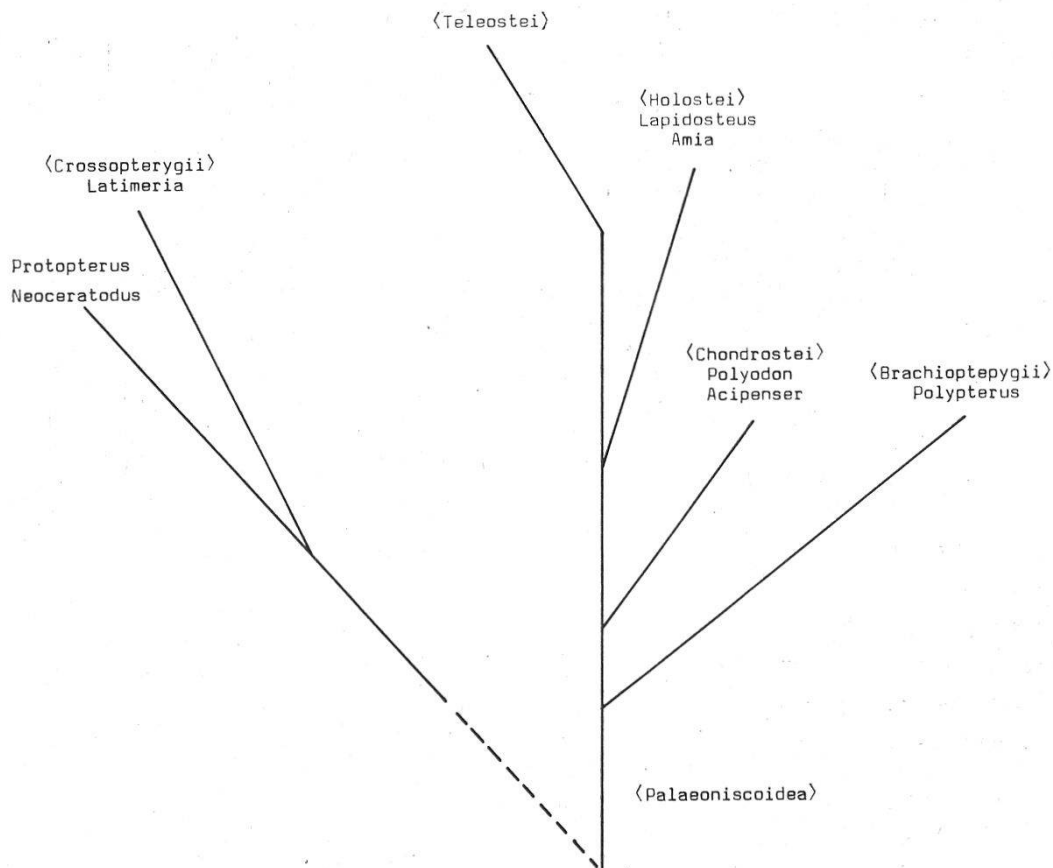 〈Teleostei〉
〈Holostei〉
Lapidosteus
Amia
〈Crossopterygii〉
Latimeria
Protopterus
Neoceratodus
〈Chondrostei〉
Polyodon
Acipenser
〈Brachioptepygii〉
Polypterus
〈Palaeoniscoidea〉